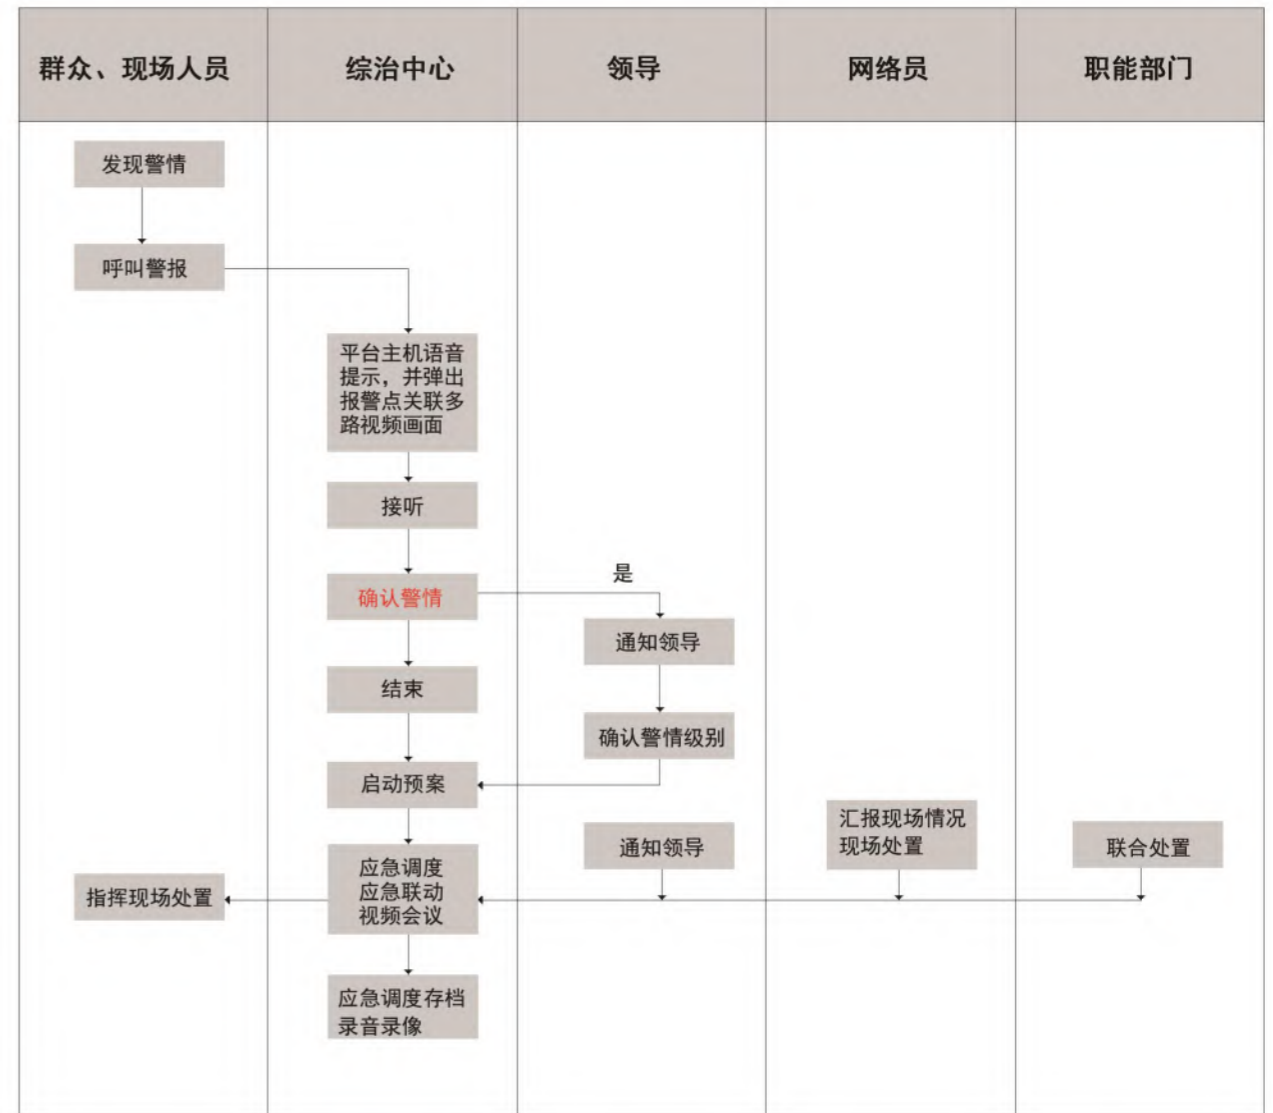 群众、现场人员
综治中心
领导
网络员
职能部门
发现警情
呼叫警报
平台主机语音
提示，并弹出
报警点关联多
路视频画面
接听
是
确认警情
通知领导
结束
确认警情级别
启动预案
汇报现场情况
现场处置
通知领导
联合处置
应急调度
应急联动
视频会议
指挥现场处置
应急调度存档
录音录像